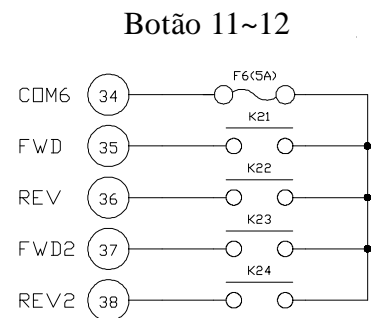 Botão 11~12
F6(5A)
COM6 34
K21
FWD 35
K22
REV 36
K23
FWD2 37
K24
REV2 38